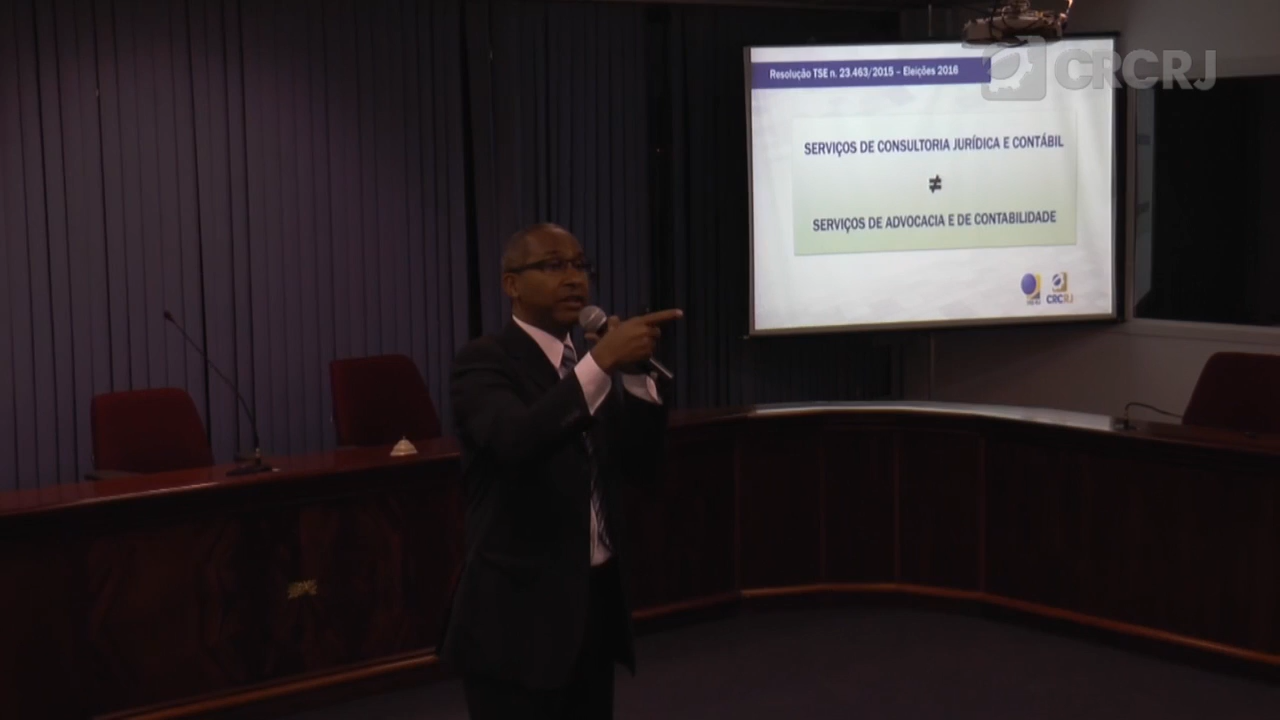 CRCRJ
Resolução TSE n. 23.463/2015 – Eleições 2016
SERVIÇOS DE CONSULTORIA JURÍDICA E CONTÁBIL
≠
SERVIÇOS DE ADVOCACIA E DE CONTABILIDADE
CRCRJ